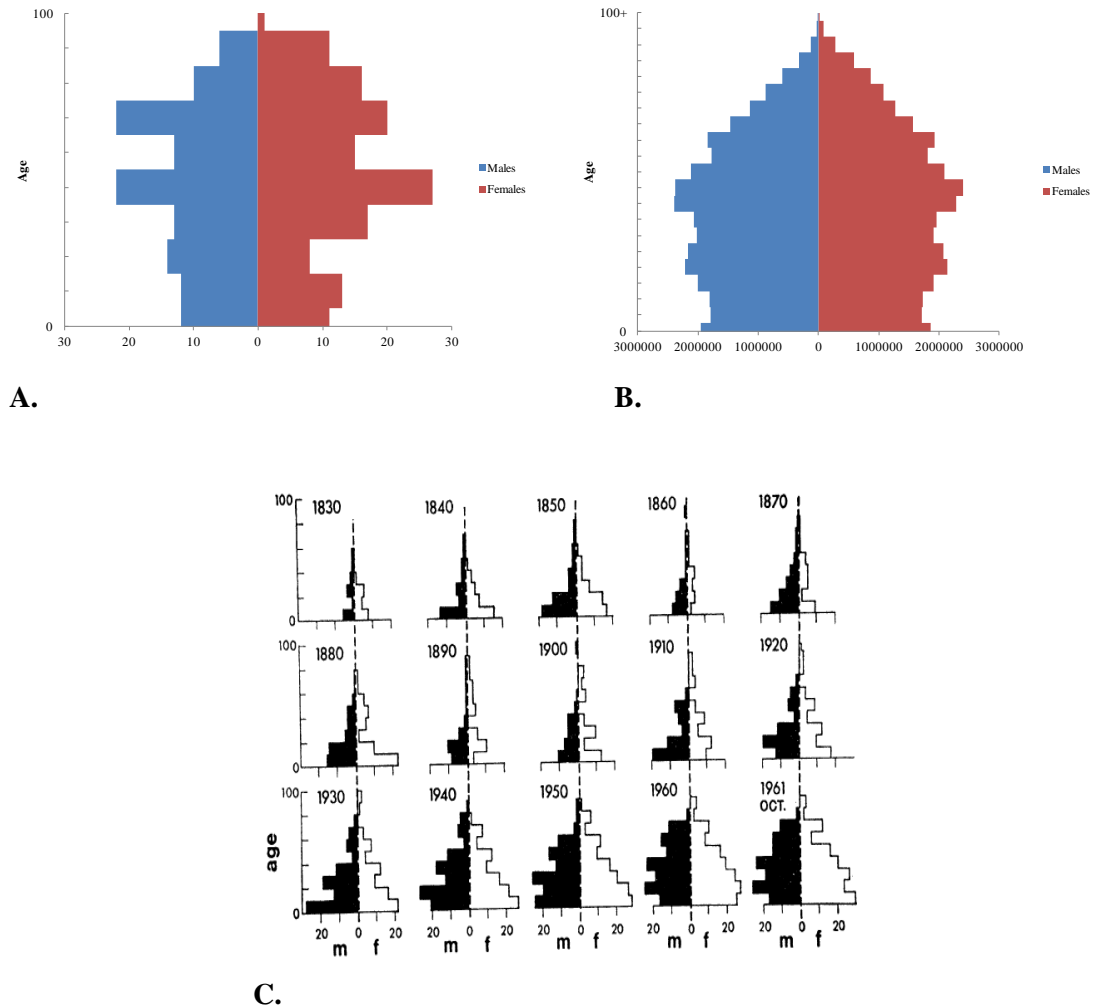 100
Age
0
30 20 10 0 10 20 30
Males
Females
A.
100+
Age
0
3000000 2000000 1000000 0 1000000 2000000 3000000
Males
Females
B.
100 1830 1840 1850 1860 1870
0
100 1880 1890 1900 1910 1920
0
100 1930 1940 1950 1960 1961
OCT.
age
0
20 0 20 20 0 20 20 0 20 20 0 20 20 0 20
m f m f m f m f m f
C.